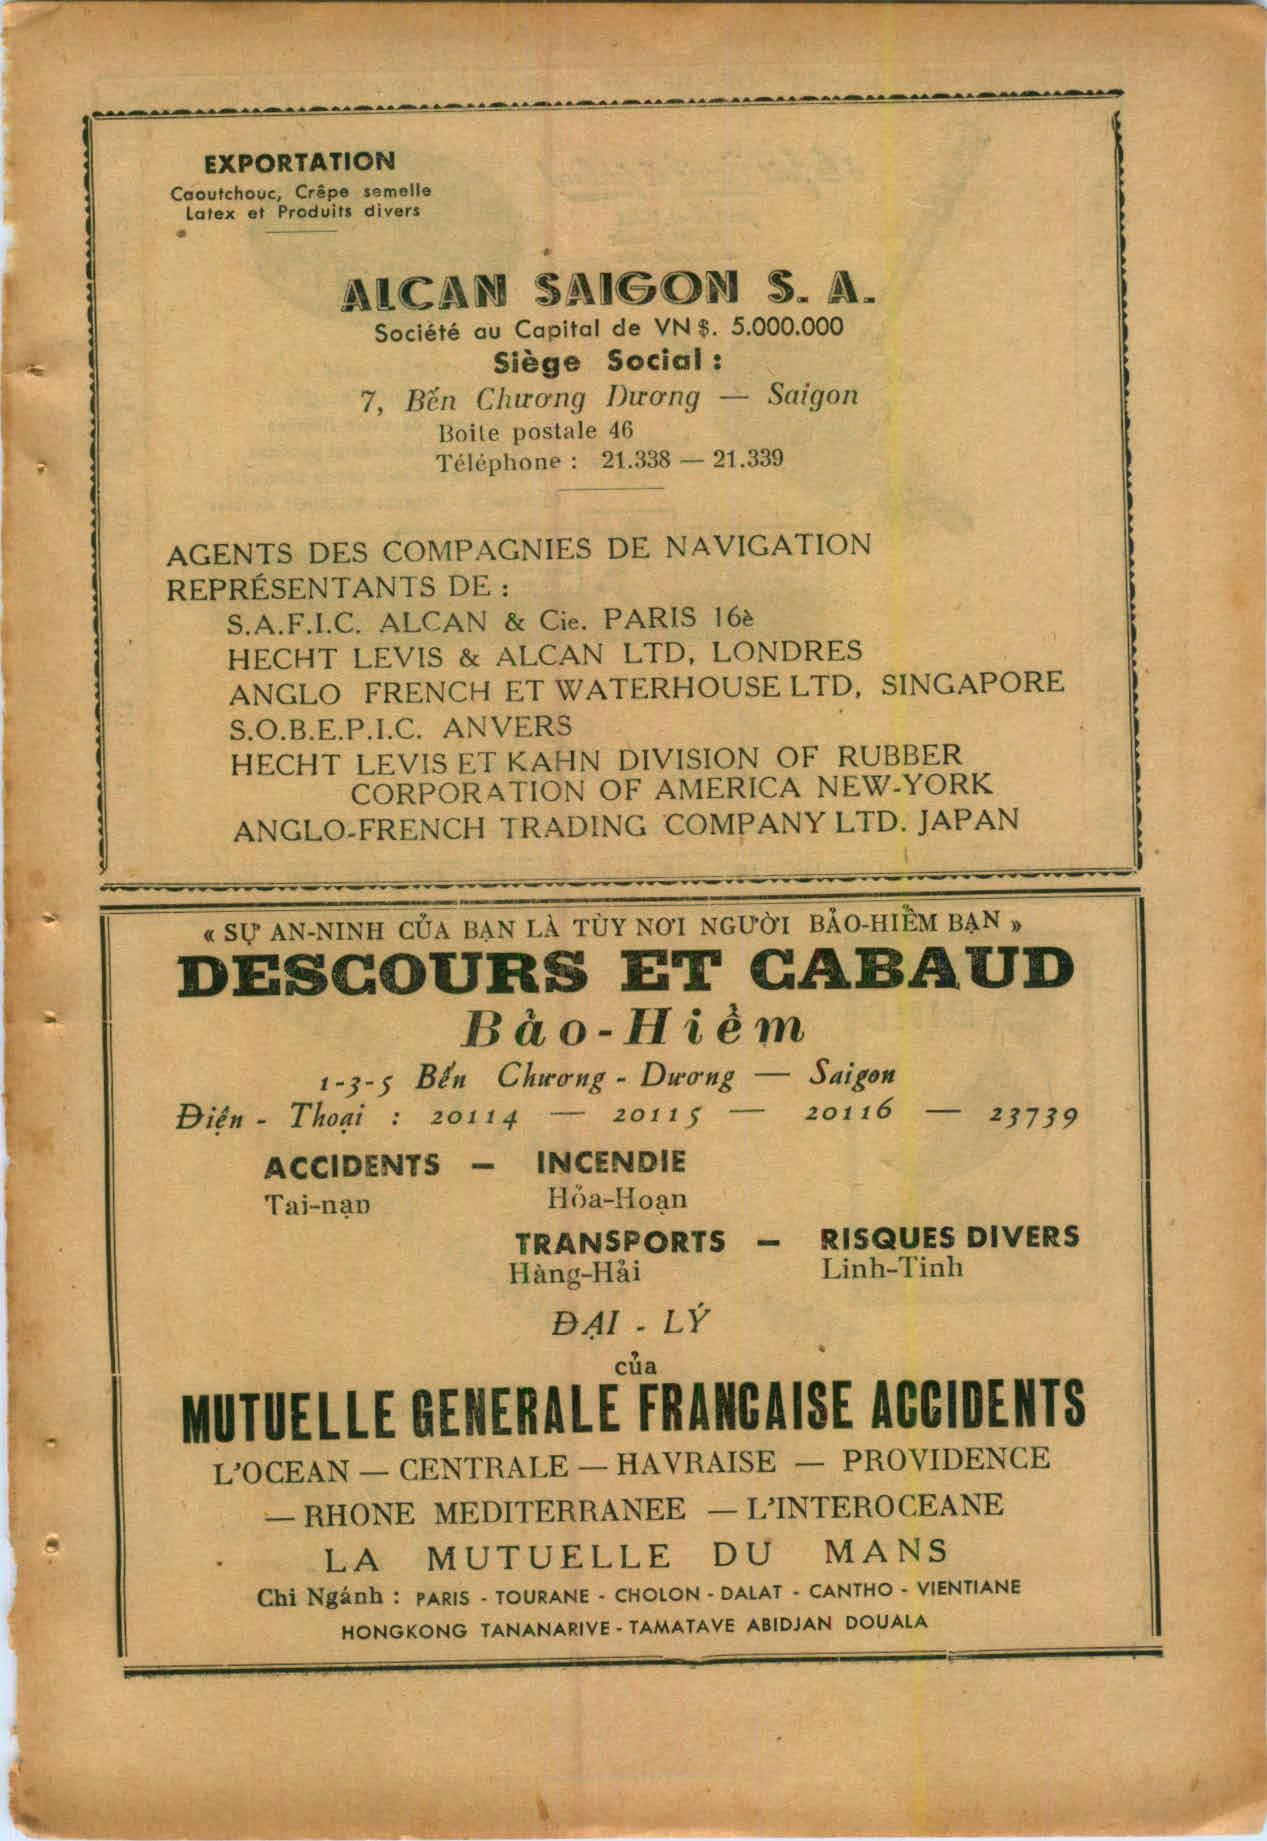 EXPORTATION
Caoutchouc, Crêpe semelle
Latex et Produits divers
ALCAN SAIGON S. A.
Société au Capital de VN $. 5.000.000
Siège Social :
7, Bến Chương Dương — Saigon
Boite postale 46
Téléphone : 21.338 — 21.339
AGENTS DES COMPAGNIES DE NAVIGATION
REPRÉSENTANTS DE :
S.A.F.I.C. ALCAN & Cie. PARIS 16è
HECHT LEVIS & ALCAN LTD, LONDRES
ANGLO FRENCH ET WATERHOUSE LTD, SINGAPORE
S.O.B.E.P.I.C. ANVERS
HECHT LEVIS ET KAHN DIVISION OF RUBBER
CORPORATION OF AMERICA NEW-YORK
ANGLO-FRENCH TRADING COMPANY LTD. JAPAN
« SỰ AN-NINH CỦA BẠN LÀ TÙY NƠI NGƯỜI BẢO-HIỂM BẠN »
DESCOURS ET CABAUD
Bảo-Hiểm
1-3-5 Bến Chương - Dương — Saigon
Điện - Thoại : 20114 — 20115 — 20116 — 23739
ACCIDENTS — INCENDIE
Tai-nạn Hỏa-Hoạn
TRANSPORTS — RISQUES DIVERS
Hàng-Hải Linh-Tinh
ĐẠI - LÝ
của
MUTUELLE GENERALE FRANCAISE ACCIDENTS
L'OCEAN — CENTRALE — HAVRAISE — PROVIDENCE
— RHONE MEDITERRANEE — L'INTEROCEANE
LA MUTUELLE DU MANS
Chi Ngánh : PARIS - TOURANE - CHOLON - DALAT - CANTHO - VIENTIANE
HONGKONG TANANARIVE - TAMATAVE ABIDJAN DOUALA